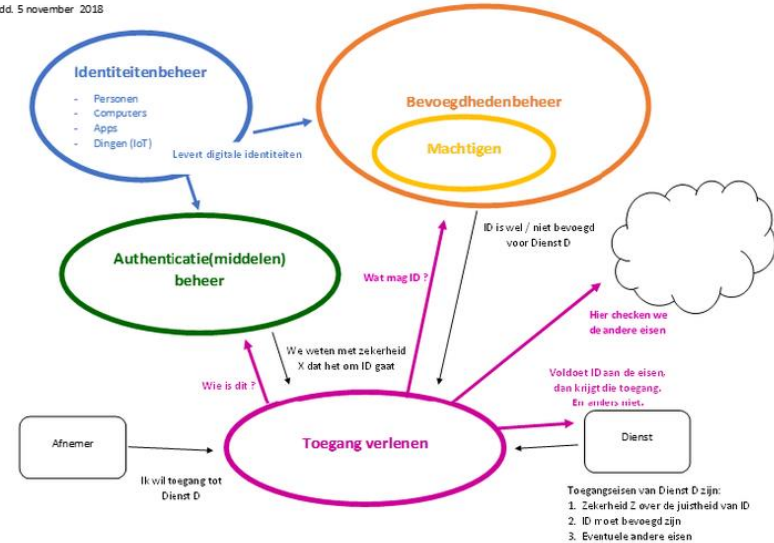 dd. 5 november 2018
Identiteitenbeheer
- Personen
- Computers
- Apps
- Dingen (IoT)
Levert digitale identiteiten
Bevoegdhedenbeheer
Machtigen
Authenticatie(middelen)
beheer
ID is wel / niet bevoegd
voor Dienst D
Wat mag ID ?
Hier checken we
de andere eisen
We weten met zekerheid
X dat het om ID gaat
Wie is dit ?
Voldoet ID aan de eisen,
dan krijgt die toegang.
En anders niet.
Afnemer
Toegang verlenen
Dienst
Ik wil toegang tot
Dienst D
Toegangseisen van Dienst D zijn:
1. Zekerheid Z over de juistheid van ID
2. ID moet bevoegd zijn
3. Eventuele andere eisen